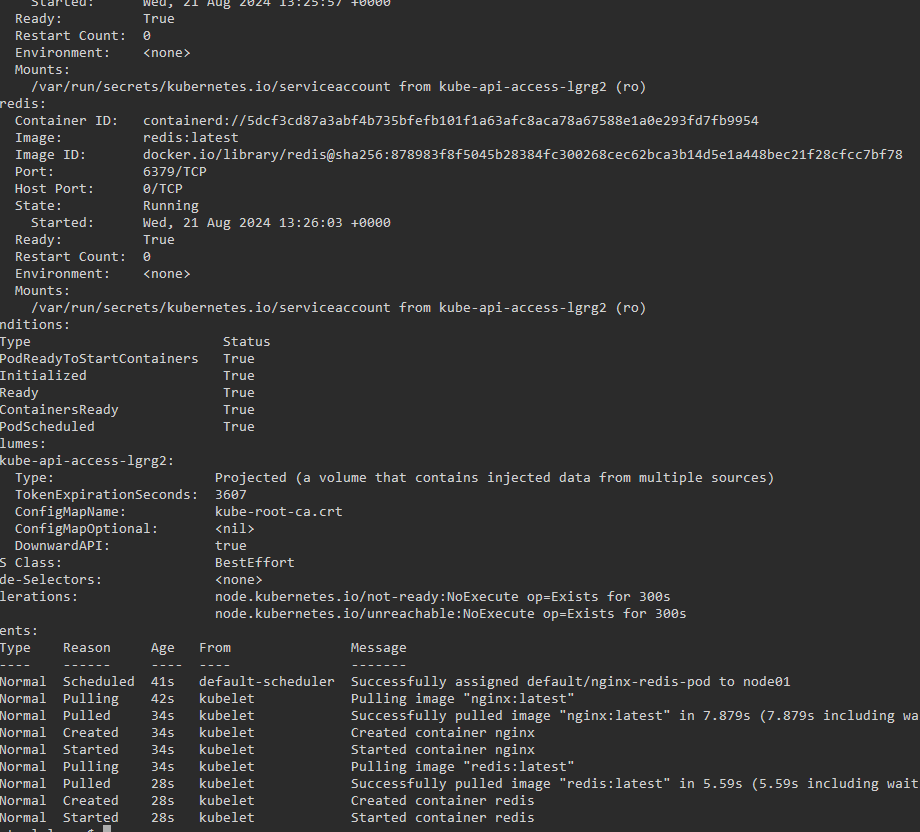 Started:      Wed, 21 Aug 2024 13:25:57 +0000
Ready:          True
Restart Count:  0
Environment:    <none>
Mounts:
/var/run/secrets/kubernetes.io/serviceaccount from kube-api-access-lgrg2 (ro)
redis:
Container ID:   containerd://5dcf3cd87a3abf4b735bfefb101f1a63afc8aca78a67588e1a0e293fd7fb9954
Image:          redis:latest
Image ID:       docker.io/library/redis@sha256:878983f8f5045b28384fc300268cec62bca3b14d5e1a448bec21f28cfcc7bf78
Port:           6379/TCP
Host Port:      0/TCP
State:          Running
Started:      Wed, 21 Aug 2024 13:26:03 +0000
Ready:          True
Restart Count:  0
Environment:    <none>
Mounts:
/var/run/secrets/kubernetes.io/serviceaccount from kube-api-access-lgrg2 (ro)
nditions:
Type                        Status
PodReadyToStartContainers   True
Initialized                 True
Ready                       True
ContainersReady             True
PodScheduled                True
lumes:
kube-api-access-lgrg2:
Type:                    Projected (a volume that contains injected data from multiple sources)
TokenExpirationSeconds:  3607
ConfigMapName:           kube-root-ca.crt
ConfigMapOptional:       <nil>
DownwardAPI:             true
S Class:                   BestEffort
de-Selectors:              <none>
lerations:                 node.kubernetes.io/not-ready:NoExecute op=Exists for 300s
node.kubernetes.io/unreachable:NoExecute op=Exists for 300s
ents:
Type    Reason     Age   From               Message
----    ------     ----  ----               -------
Normal  Scheduled  41s   default-scheduler  Successfully assigned default/nginx-redis-pod to node01
Normal  Pulling    42s   kubelet            Pulling image "nginx:latest"
Normal  Pulled     34s   kubelet            Successfully pulled image "nginx:latest" in 7.879s (7.879s including wa
Normal  Created    34s   kubelet            Created container nginx
Normal  Started    34s   kubelet            Started container nginx
Normal  Pulling    34s   kubelet            Pulling image "redis:latest"
Normal  Pulled     28s   kubelet            Successfully pulled image "redis:latest" in 5.59s (5.59s including wait
Normal  Created    28s   kubelet            Created container redis
Normal  Started    28s   kubelet            Started container redis